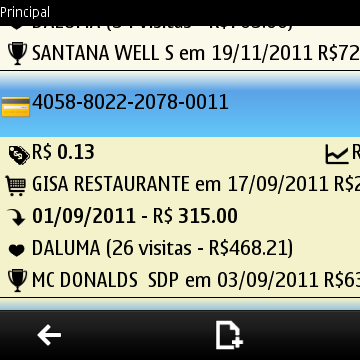 Principal
SANTANA WELL S em 19/11/2011 R$72
4058-8022-2078-0011
R$ 0.13
GISA RESTAURANTE em 17/09/2011 R$2
01/09/2011 - R$ 315.00
DALUMA (26 visitas - R$468.21)
MC DONALDS SDP em 03/09/2011 R$63